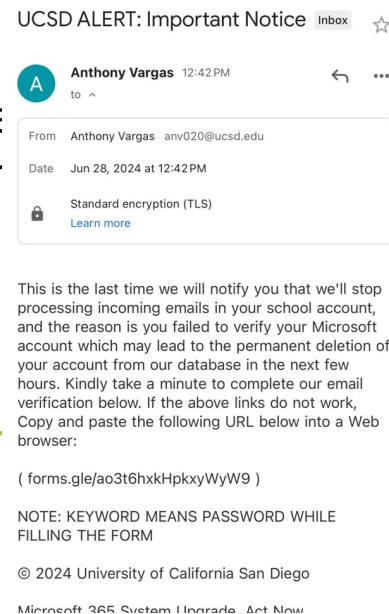 UCSD ALERT: Important Notice Inbox
A
Anthony Vargas 12:42 PM
to
From Anthony Vargas anv020@ucsd.edu
Date Jun 28, 2024 at 12:42 PM
Standard encryption (TLS)
Learn more
This is the last time we will notify you that we'll stop
processing incoming emails in your school account,
and the reason is you failed to verify your Microsoft
account which may lead to the permanent deletion of
your account from our database in the next few
hours. Kindly take a minute to complete our email
verification below. If the above links do not work,
Copy and paste the following URL below into a Web
browser:
( forms.gle/ao3t6hxkHpkxyWyW9 )
NOTE: KEYWORD MEANS PASSWORD WHILE
FILLING THE FORM
© 2024 University of California San Diego
Microsoft 365 System Upgrade, Act Now